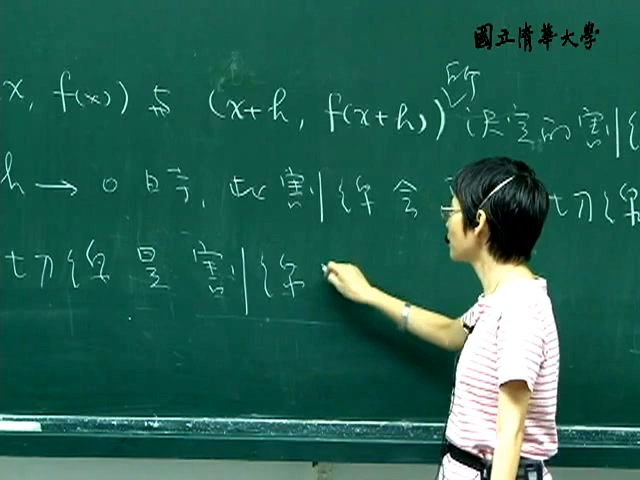 國立清華大學
x, f(x)) 与 (x+h, f(x+h)) 所決定的割線
h → 0 時, 此割線會 切線
切線是割線